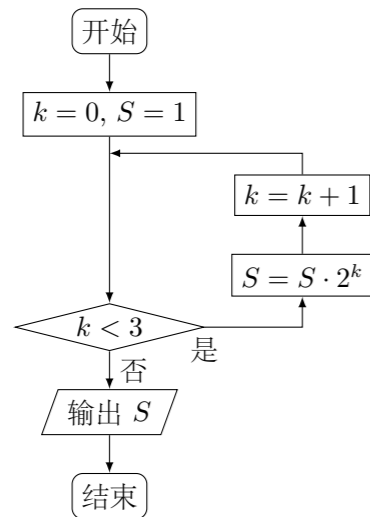 开始
k = 0, S = 1
k = k + 1
S = S · 2^k
k < 3
是
否
输出 S
结束